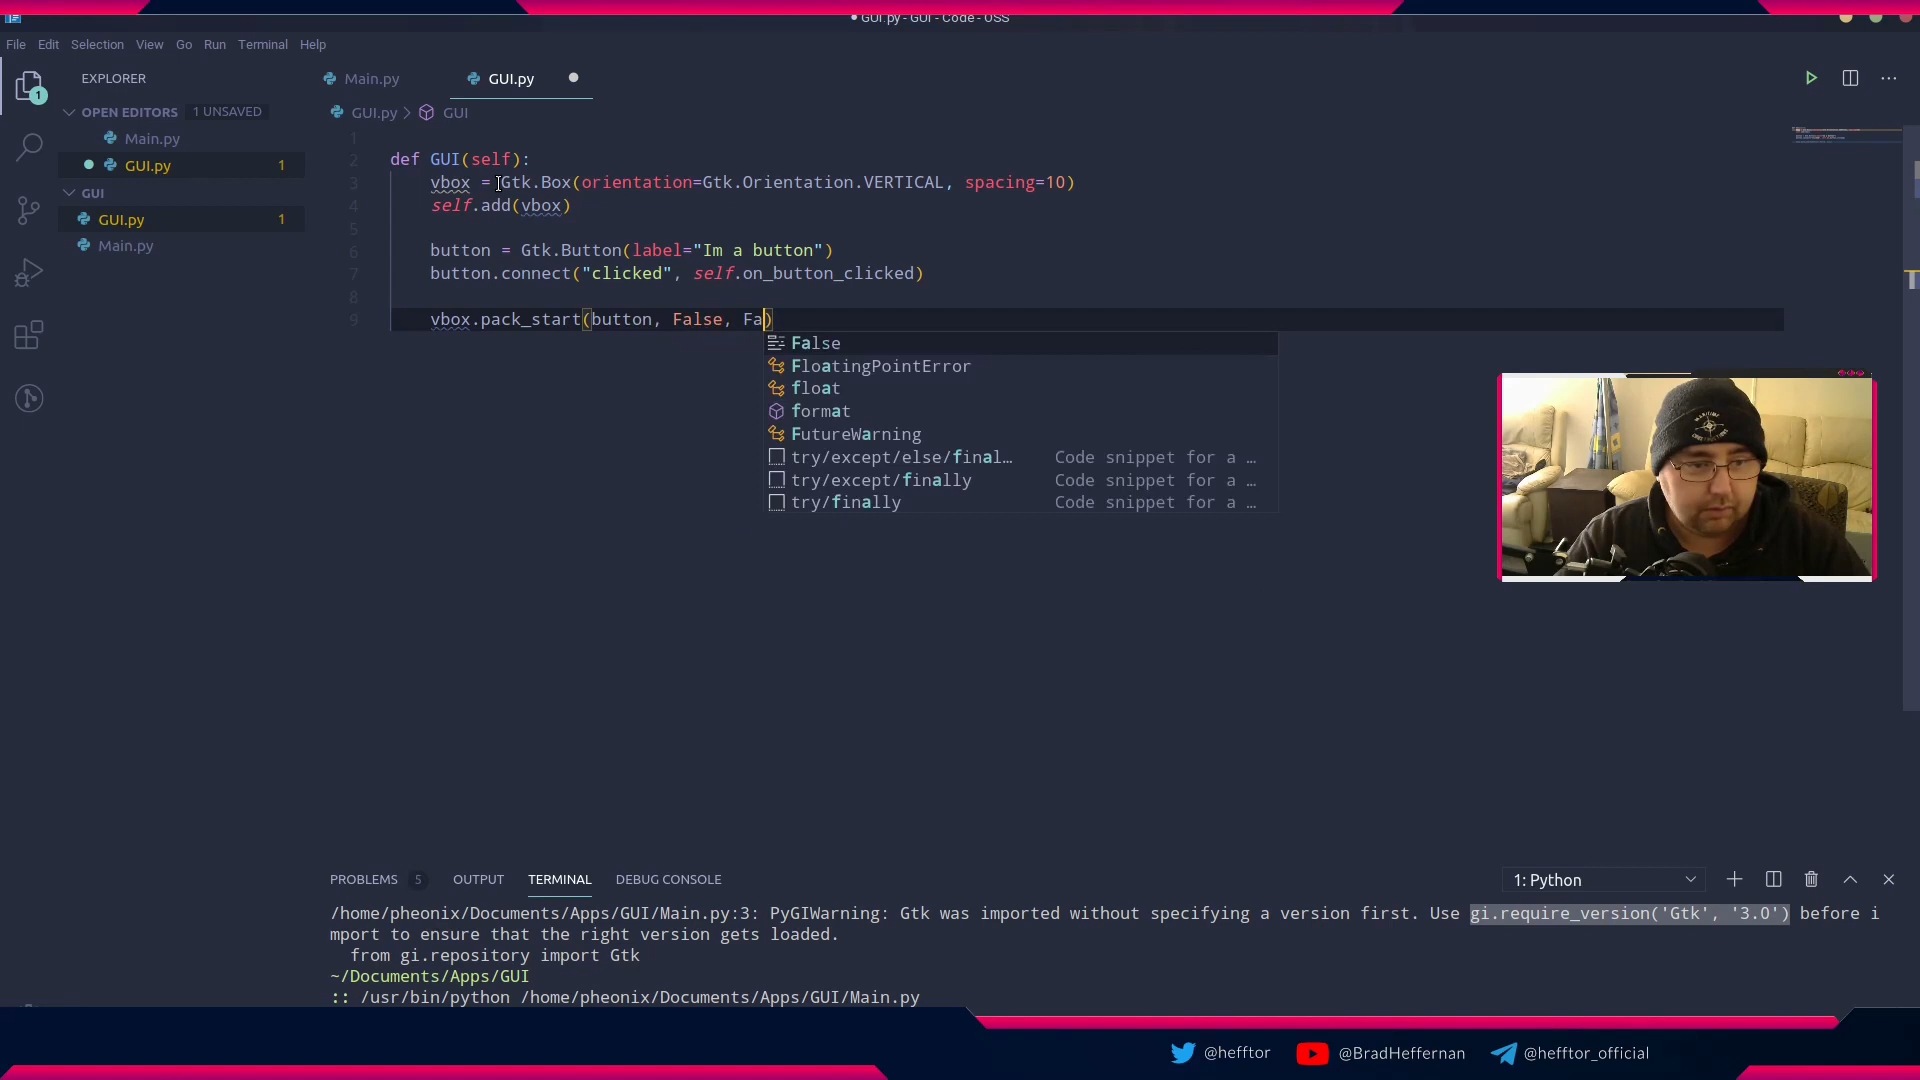 GUI.py - GUI - Code - OSS
File Edit Selection View Go Run Terminal Help
EXPLORER
Main.py
GUI.py
1
OPEN EDITORS 1 UNSAVED
Main.py
GUI.py 1
GUI
GUI.py 1
Main.py
GUI.py > GUI
1
2 def GUI(self):
3 vbox = Gtk.Box(orientation=Gtk.Orientation.VERTICAL, spacing=10)
4 self.add(vbox)
5
6 button = Gtk.Button(label="Im a button")
7 button.connect("clicked", self.on_button_clicked)
8
9 vbox.pack_start(button, False, Fa)
False
FloatingPointError
float
format
FutureWarning
try/except/else/final… Code snippet for a …
try/except/finally Code snippet for a …
try/finally Code snippet for a …
PROBLEMS 5 OUTPUT TERMINAL DEBUG CONSOLE
1: Python
/home/pheonix/Documents/Apps/GUI/Main.py:3: PyGIWarning: Gtk was imported without specifying a version first. Use gi.require_version('Gtk', '3.0') before i
mport to ensure that the right version gets loaded.
from gi.repository import Gtk
~/Documents/Apps/GUI
:: /usr/bin/python /home/pheonix/Documents/Apps/GUI/Main.py
@hefftor @BradHeffernan @hefftor_official